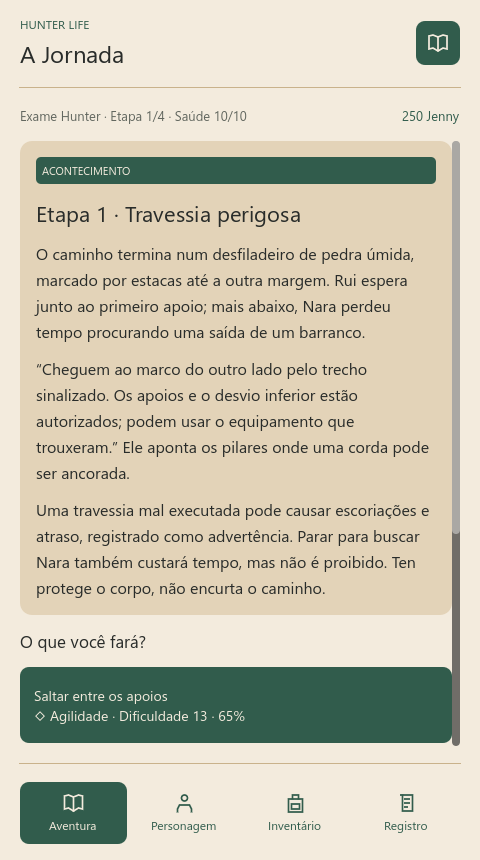 HUNTER LIFE
A Jornada
Exame Hunter · Etapa 1/4 · Saúde 10/10
250 Jenny
ACONTECIMENTO
Etapa 1 · Travessia perigosa
O caminho termina num desfiladeiro de pedra úmida,
marcado por estacas até a outra margem. Rui espera
junto ao primeiro apoio; mais abaixo, Nara perdeu
tempo procurando uma saída de um barranco.
“Cheguem ao marco do outro lado pelo trecho
sinalizado. Os apoios e o desvio inferior estão
autorizados; podem usar o equipamento que
trouxeram.” Ele aponta os pilares onde uma corda pode
ser ancorada.
Uma travessia mal executada pode causar escoriações e
atraso, registrado como advertência. Parar para buscar
Nara também custará tempo, mas não é proibido. Ten
protege o corpo, não encurta o caminho.
O que você fará?
Saltar entre os apoios
◇ Agilidade · Dificuldade 13 · 65%
Aventura
Personagem
Inventário
Registro